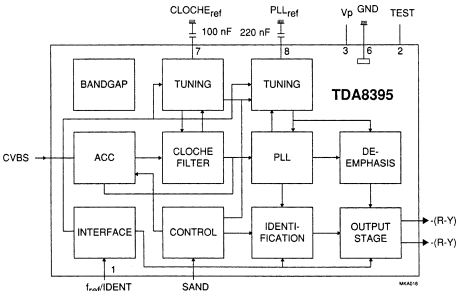 CLOCHEref PLLref Vp GND TEST
100 nF 220 nF
7 8 3 6 2
BANDGAP TUNING TUNING TDA8395
CVBS ACC CLOCHE FILTER PLL DE-EMPHASIS
INTERFACE CONTROL IDENTI-FICATION OUTPUT STAGE -(R-Y)
-(R-Y)
1
fref/IDENT SAND MKA018